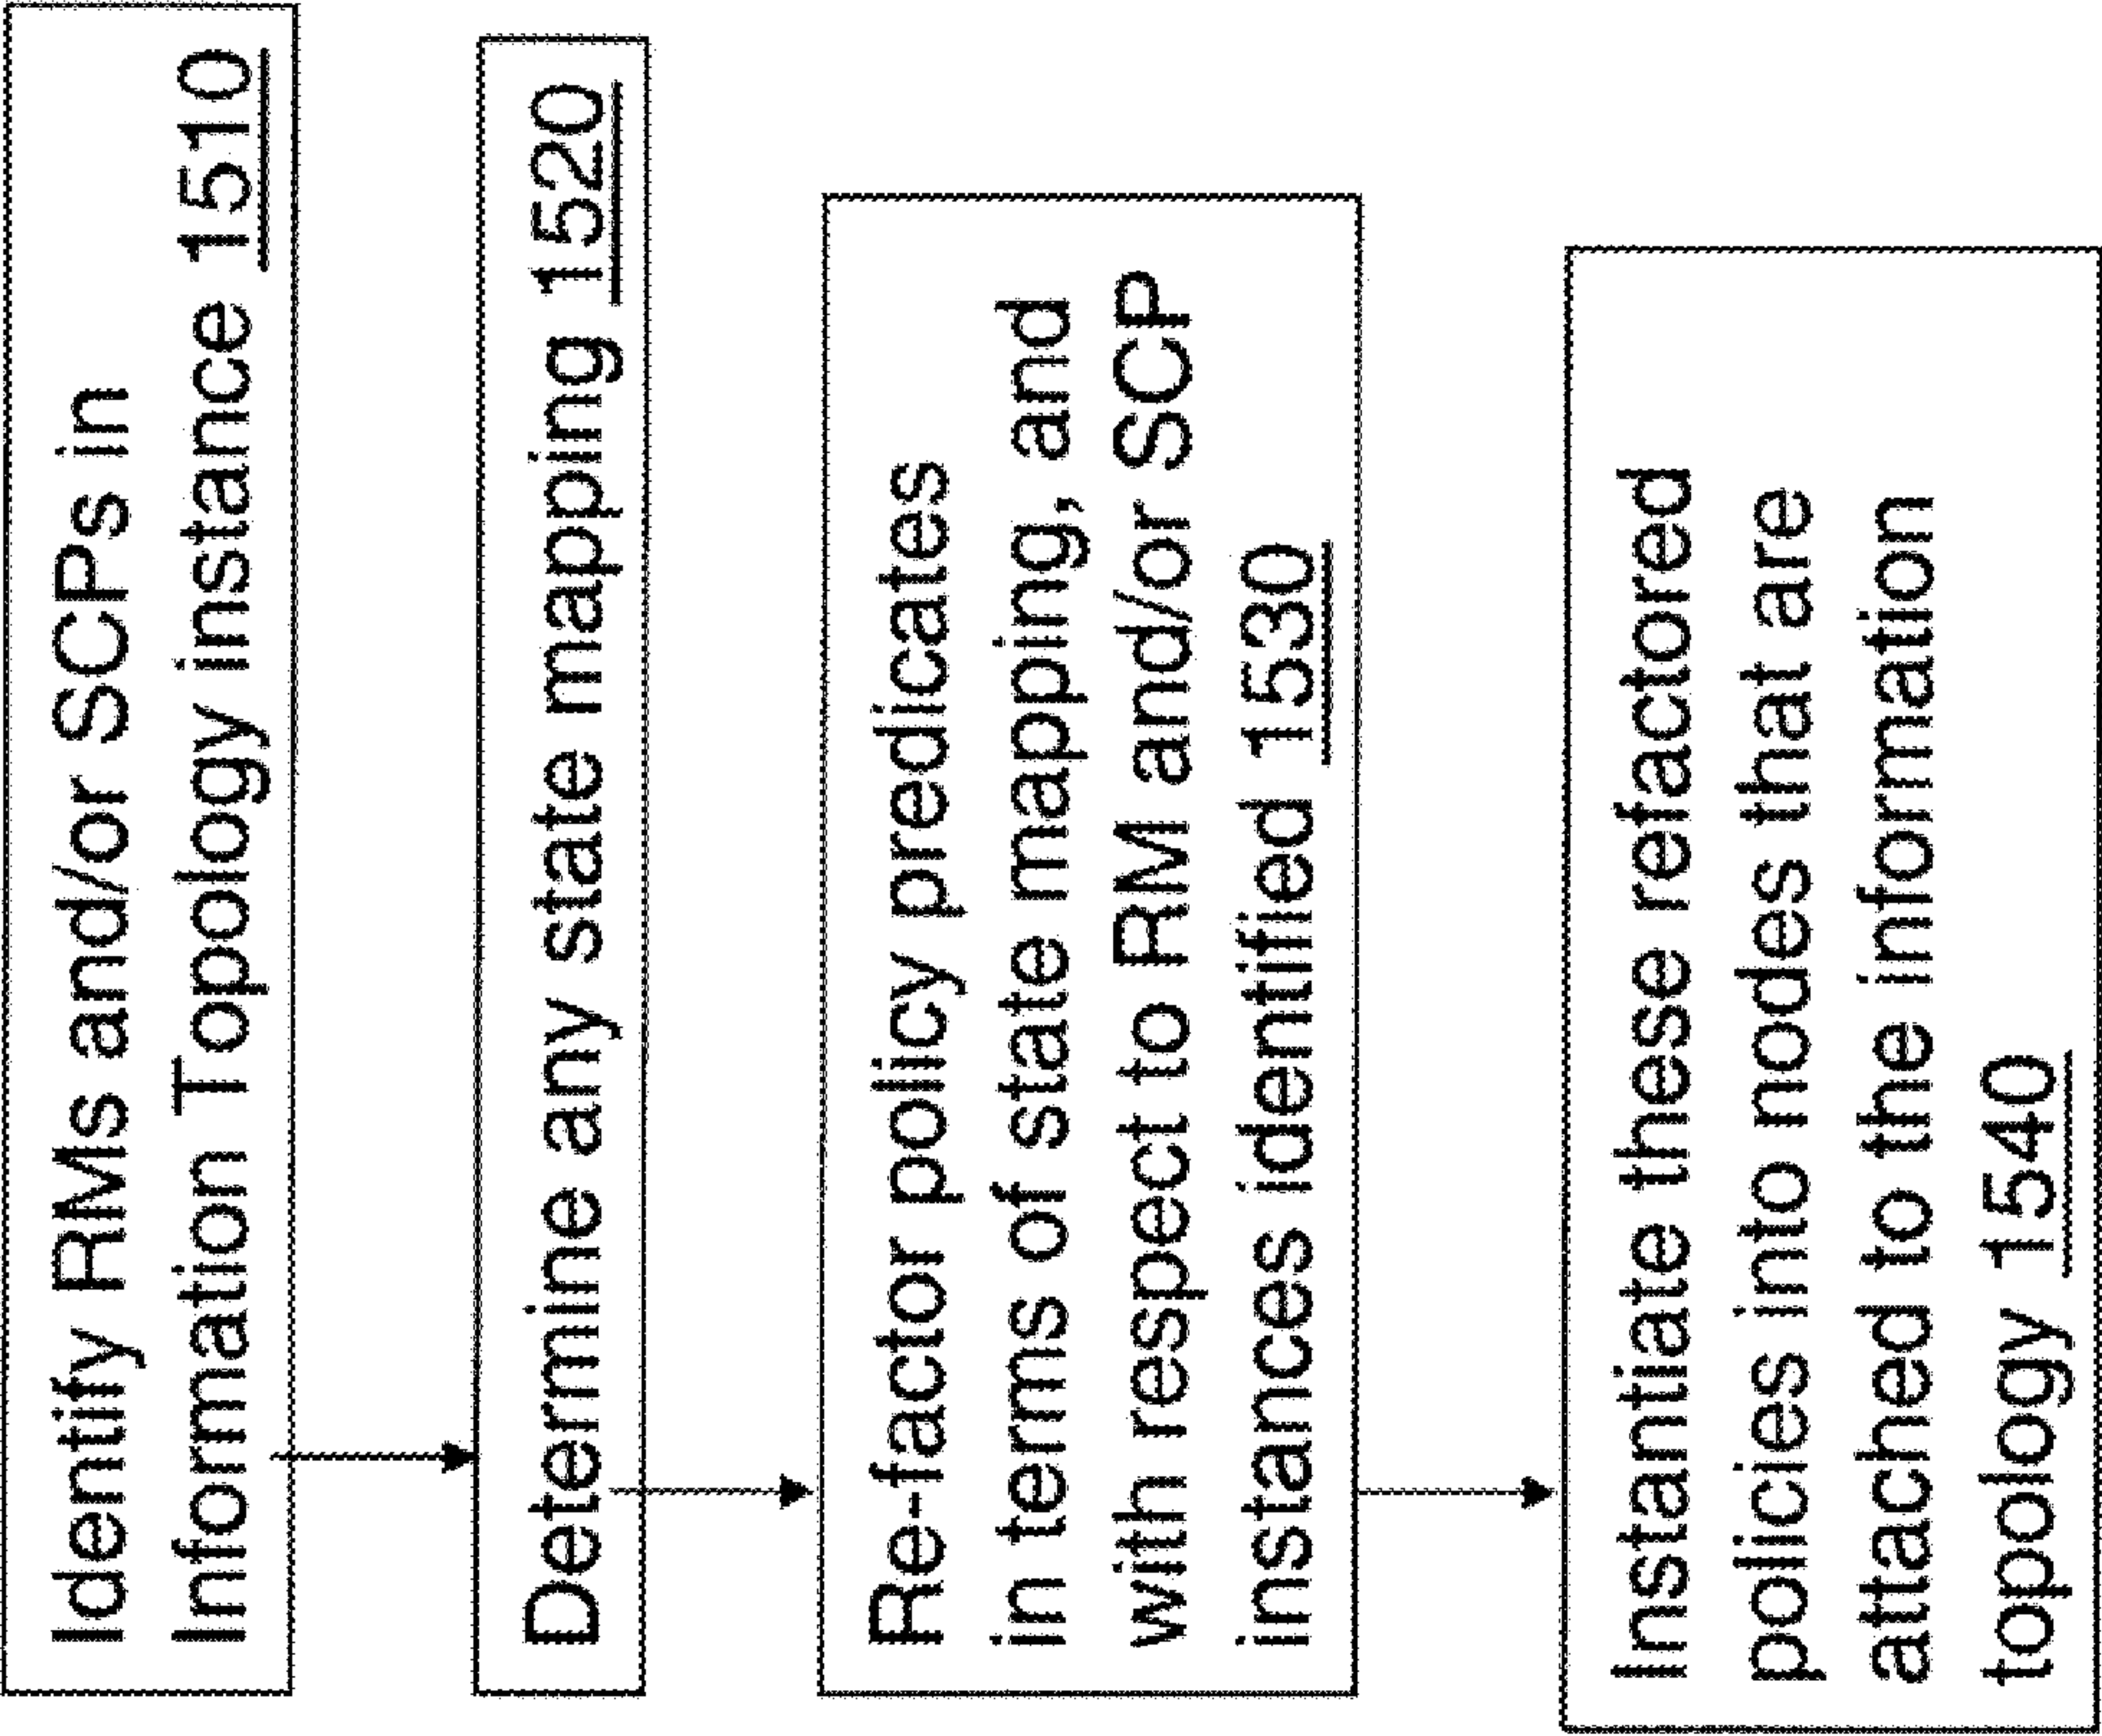 Identify RMs and/or SCPs in
Information Topology instance 1510
Determine any state mapping 1520
Re-factor policy predicates
in terms of state mapping, and
with respect to RM and/or SCP
instances identified 1530
Instantiate these refactored
policies into nodes that are
attached to the information
topology 1540